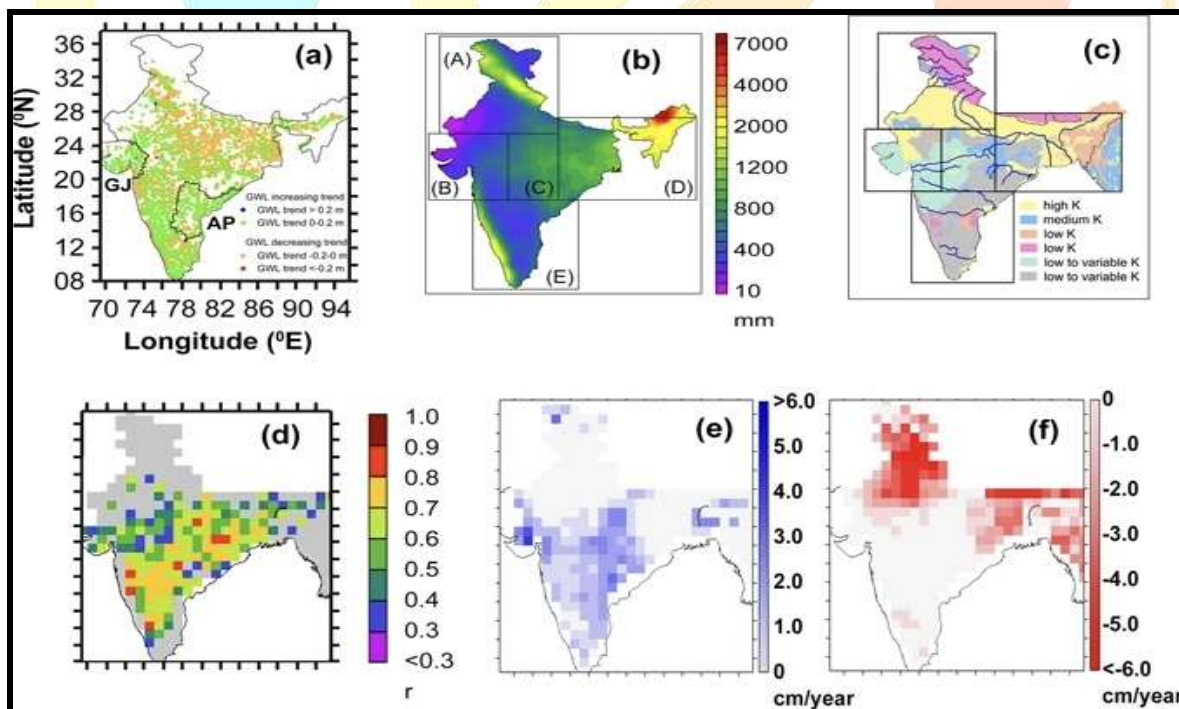 (a)
36
32
28
24
20
16
12
08
Latitude (⁰N)
GJ
AP
GWL increasing trend
GWL trend > 0.2 m
GWL trend 0-0.2 m
GWL decreasing trend
GWL trend -0.2-0 m
GWL trend <-0.2 m
70 74 78 82 86 90 94
Longitude (⁰E)
(b)
(A)
(B)
(C)
(D)
(E)
7000
4000
2000
1200
800
400
100
10
mm
(c)
high K
medium K
low K
low K
low to variable K
low to variable K
(d)
1.0
0.9
0.8
0.7
0.6
0.5
0.4
0.3
<0.3
r
(e)
>6.0
5.0
4.0
3.0
2.0
1.0
0
cm/year
(f)
0
-1.0
-2.0
-3.0
-4.0
-5.0
<-6.0
cm/year